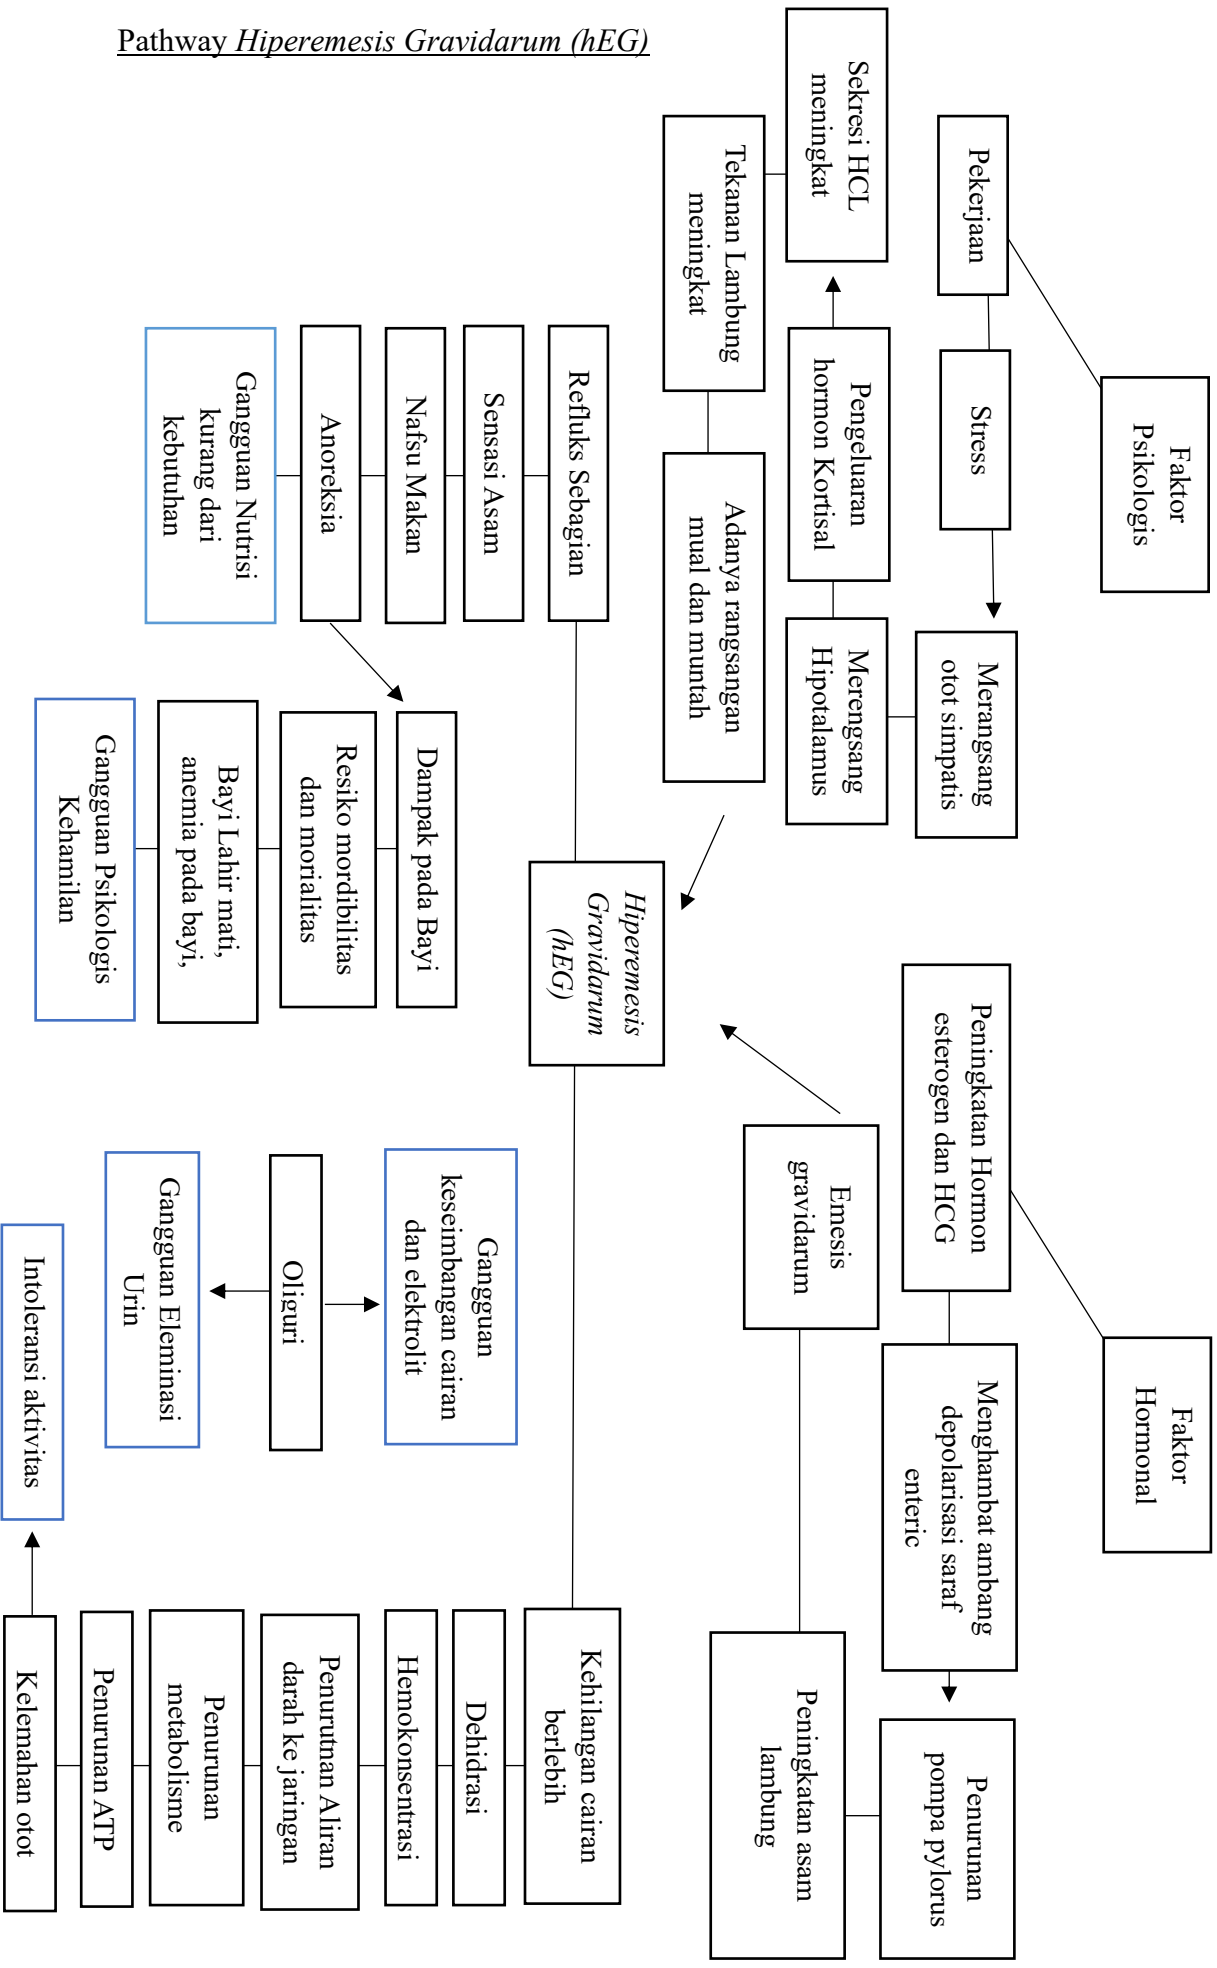 Pathway Hiperemesis Gravidarum (hEG)
Faktor
Psikologis
Faktor
Hormonal
Pekerjaan
Stress
Merangsang
otot simpatis
Peningkatan Hormon
esterogen dan HCG
Menghambat ambang
depolarisasi saraf
enteric
Penurunan
pompa pylorus
Sekresi HCL
meningkat
Pengeluaran
hormon Kortisal
Merengsang
Hipotalamus
Emesis
gravidarum
Peningkatan asam
lambung
Tekanan Lambung
meningkat
Adanya rangsangan
mual dan muntah
Hiperemesis
Gravidarum
(hEG)
Refluks Sebagian
Kehilangan cairan
berlebih
Sensasi Asam
Gangguan
keseimbangan cairan
dan elektrolit
Dehidrasi
Nafsu Makan
Dampak pada Bayi
Hemokonsentrasi
Anoreksia
Resiko mordibilitas
dan morialitas
Oliguri
Penurutnan Aliran
darah ke jaringan
Gangguan Nutrisi
kurang dari
kebutuhan
Bayi Lahir mati,
anemia pada bayi,
Gangguan Eleminasi
Urin
Penurunan
metabolisme
Gangguan Psikologis
Kehamilan
Penurunan ATP
Intoleransi aktivitas
Kelemahan otot